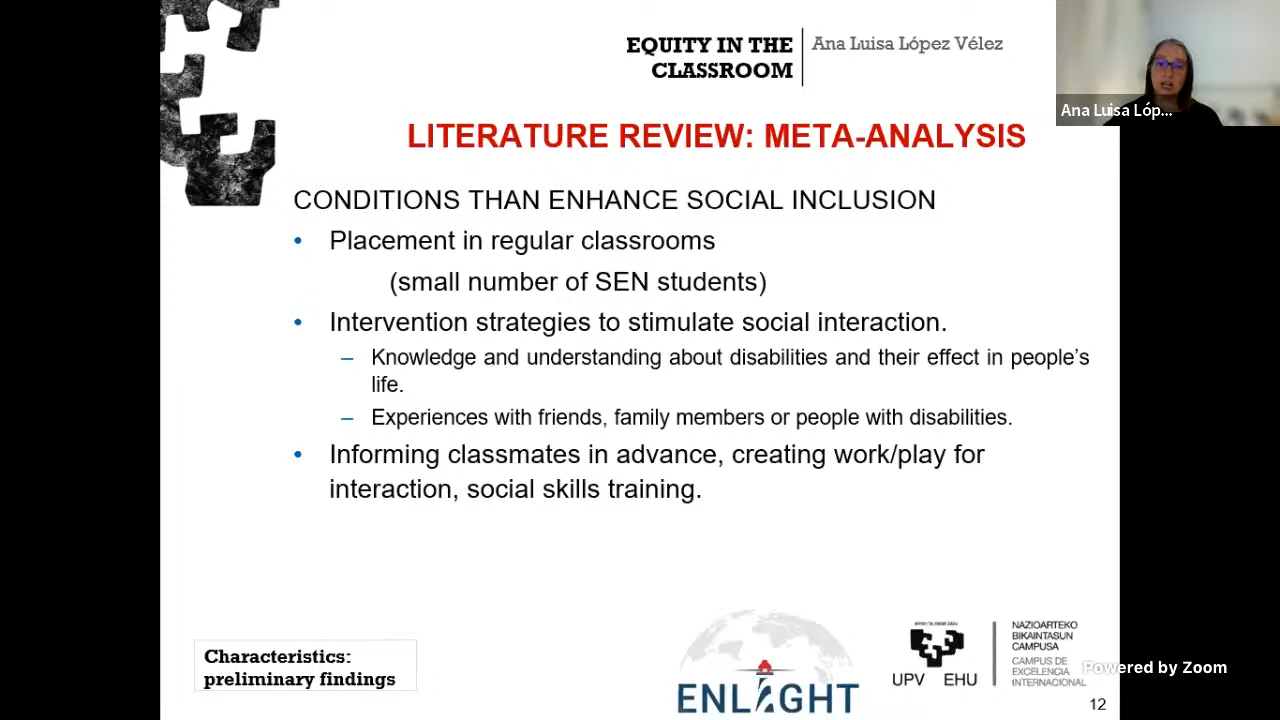 EQUITY IN THE
CLASSROOM
Ana Luisa López Vélez
Ana Luisa Lóp...
LITERATURE REVIEW: META-ANALYSIS
CONDITIONS THAN ENHANCE SOCIAL INCLUSION
• Placement in regular classrooms
(small number of SEN students)
• Intervention strategies to stimulate social interaction.
– Knowledge and understanding about disabilities and their effect in people's
life.
– Experiences with friends, family members or people with disabilities.
• Informing classmates in advance, creating work/play for
interaction, social skills training.
Characteristics:
preliminary findings
ENLIGHT
UPV EHU
NAZIOARTEKO
BIKAINTASUN
CAMPUSA
CAMPUS DE
EXCELENCIA
INTERNACIONAL
Powered by Zoom
12